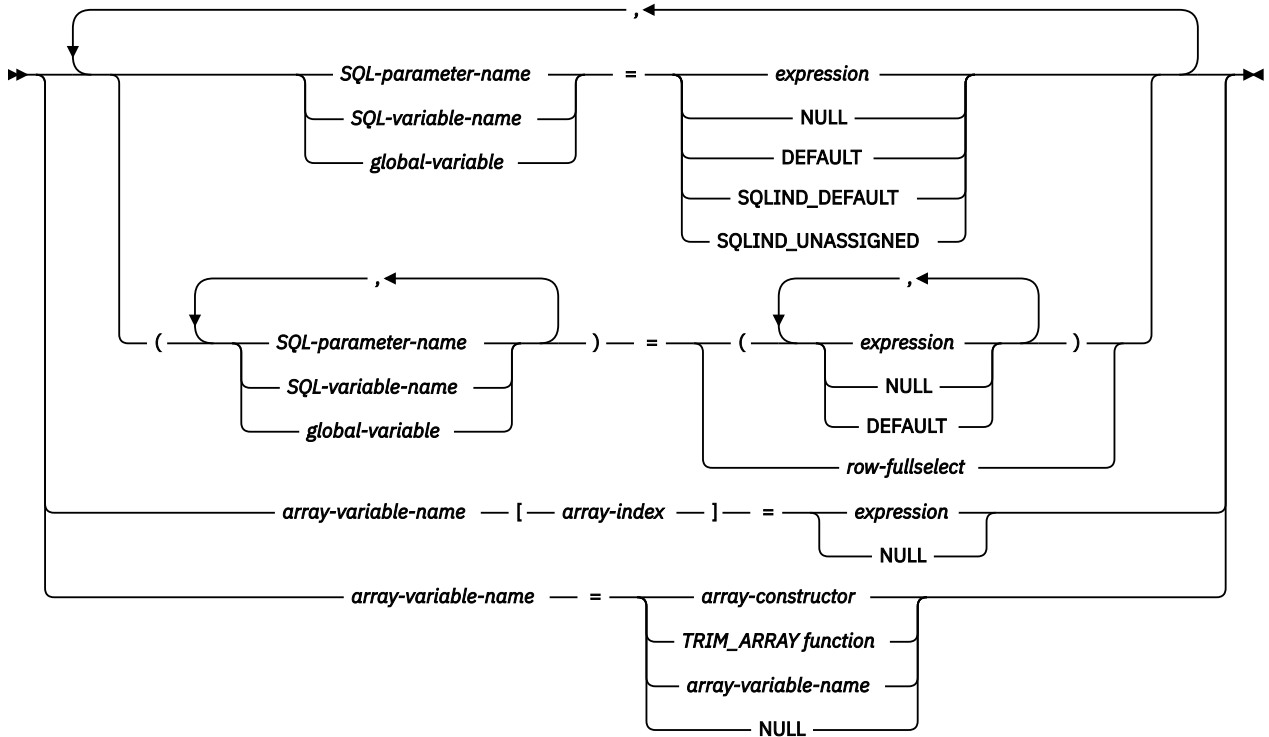 ,
SQL-parameter-name = expression
SQL-variable-name NULL
global-variable DEFAULT
SQLIND_DEFAULT
SQLIND_UNASSIGNED
, ,
( SQL-parameter-name ) = ( expression )
SQL-variable-name NULL
global-variable DEFAULT
row-fullselect
array-variable-name [ array-index ] = expression
NULL
array-variable-name = array-constructor
TRIM_ARRAY function
array-variable-name
NULL